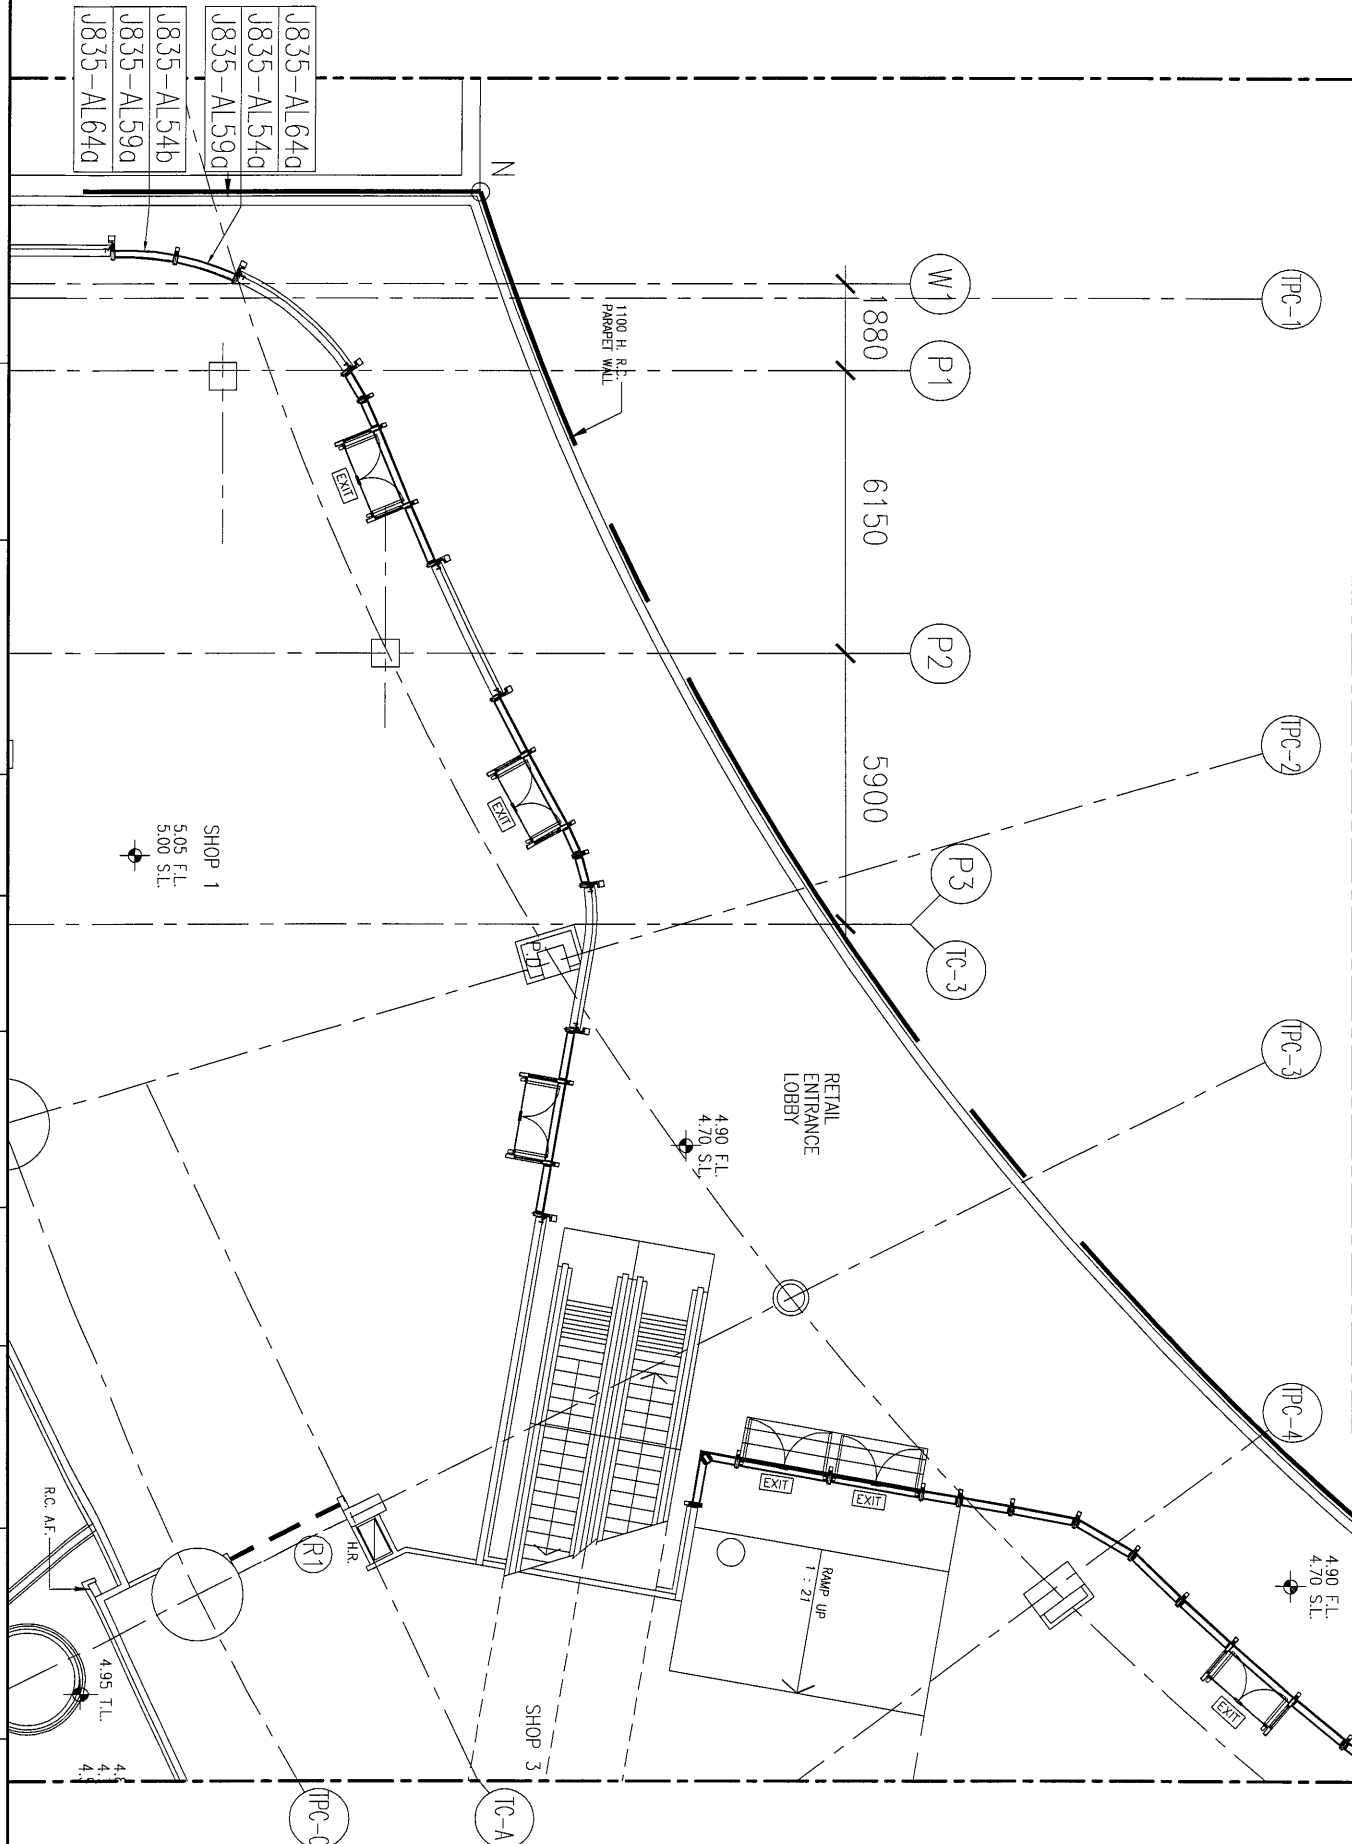 J835-AL64a
J835-AL54a
J835-AL59a
J835-AL54b
J835-AL59a
J835-AL64a
N
TPC-1
W1
1880
P1
1100 H. R.C.
PARAPET WALL
6150
EXIT
P2
TPC-2
5900
EXIT
SHOP 1
5.05 F.L.
5.00 S.L.
P3
TC-3
P.D.
TPC-3
RETAIL
ENTRANCE
LOBBY
4.90 F.L.
4.70 S.L.
TPC-4
EXIT
EXIT
RAMP UP
1 : 21
4.90 F.L.
4.70 S.L.
EXIT
R.C. A.F.
H.R.
R1
4.95 T.L.
SHOP 3
TC-A